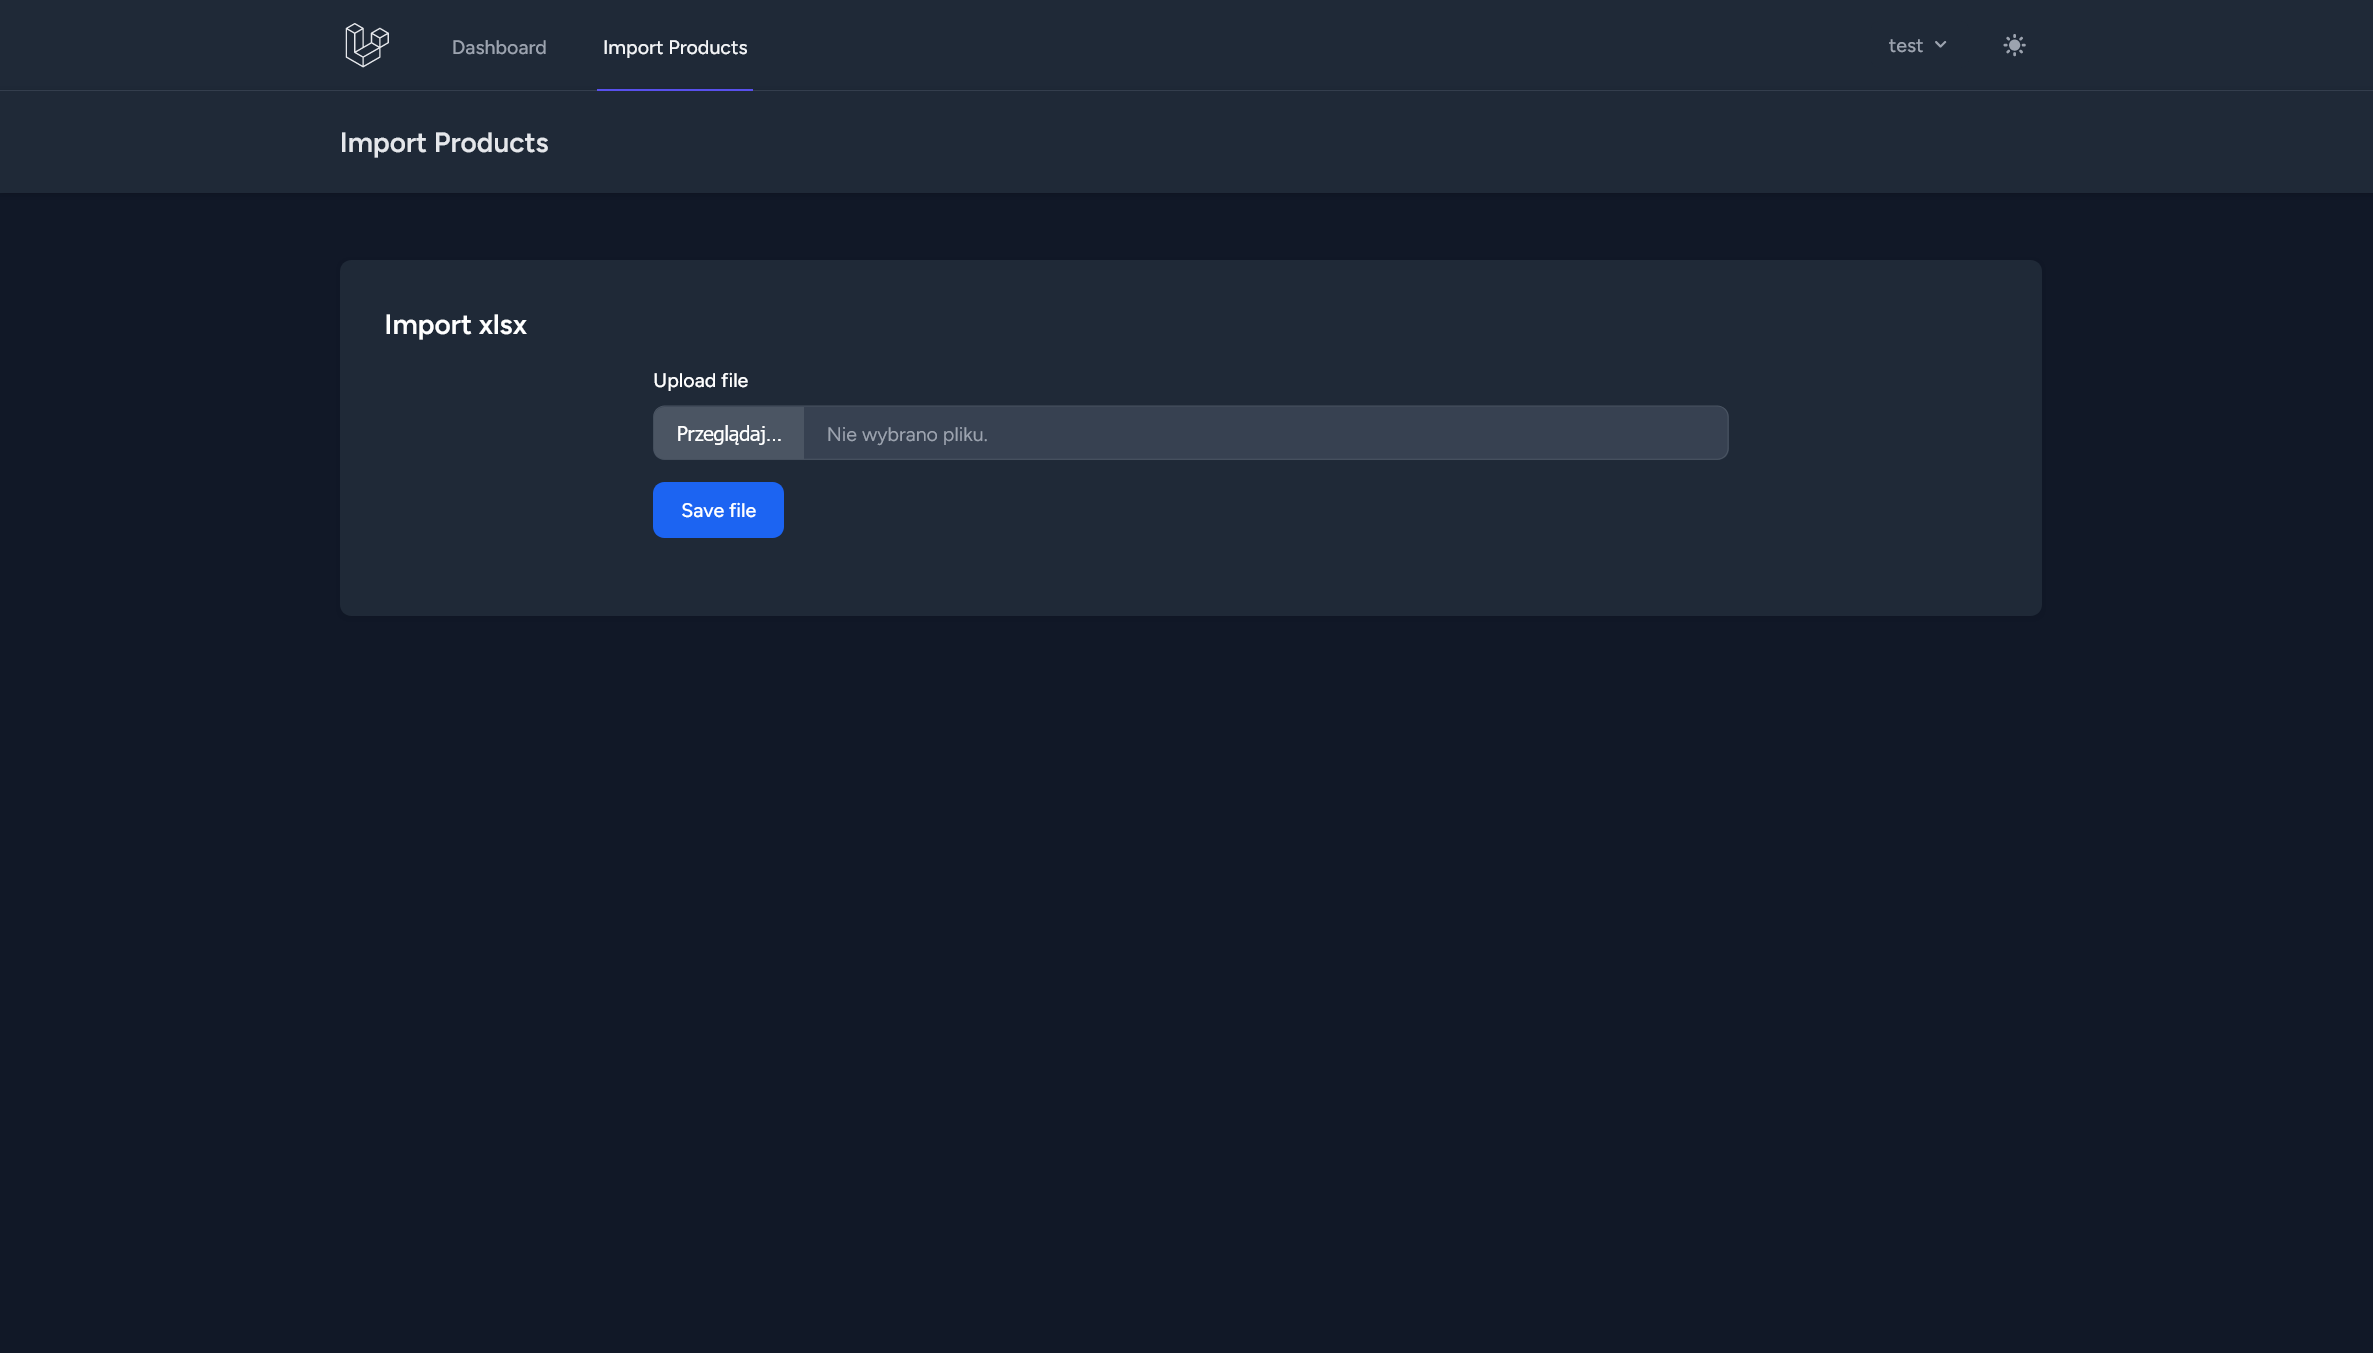 Dashboard
Import Products
test
Import Products
Import xlsx
Upload file
Przeglądaj...
Nie wybrano pliku.
Save file